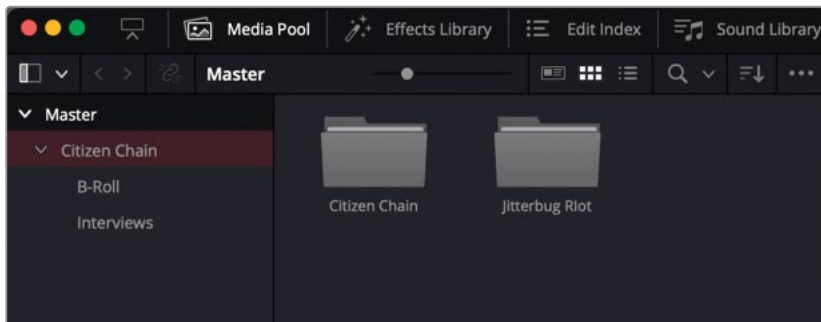 Media Pool Effects Library Edit Index Sound Library
Master
Master
Citizen Chain
B-Roll
Interviews
Citizen Chain Jitterbug RIot